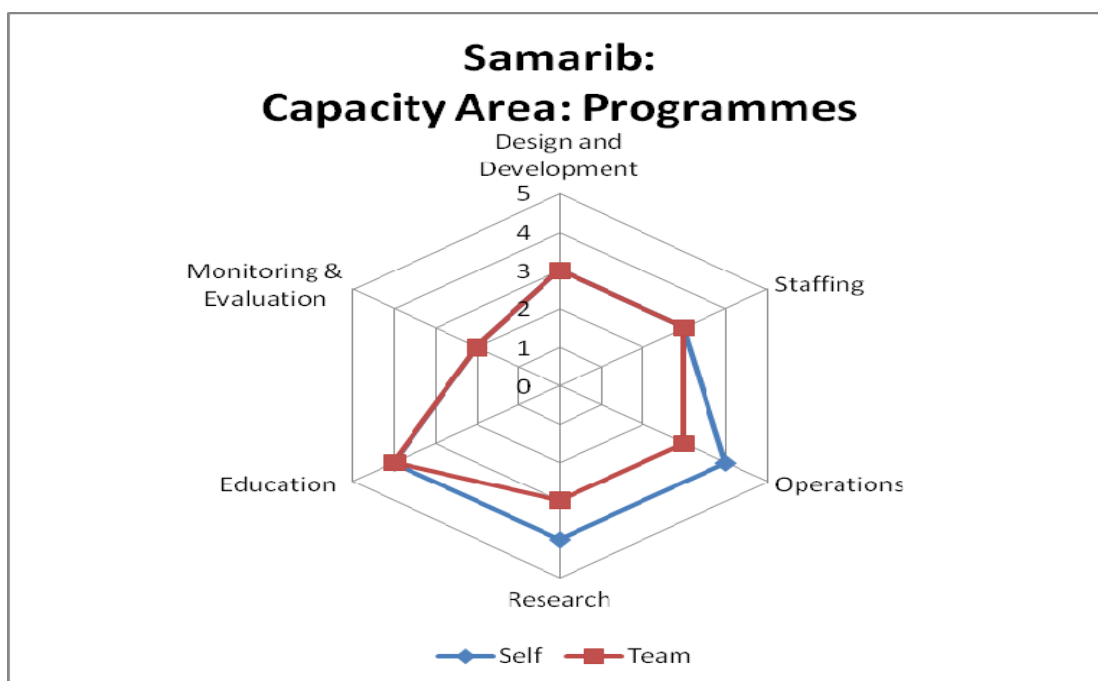 Samarib:
Capacity Area: Programmes
Design and
Development
5
4
3
2
1
0
Monitoring &
Evaluation
Staffing
Education
Operations
Research
Self Team